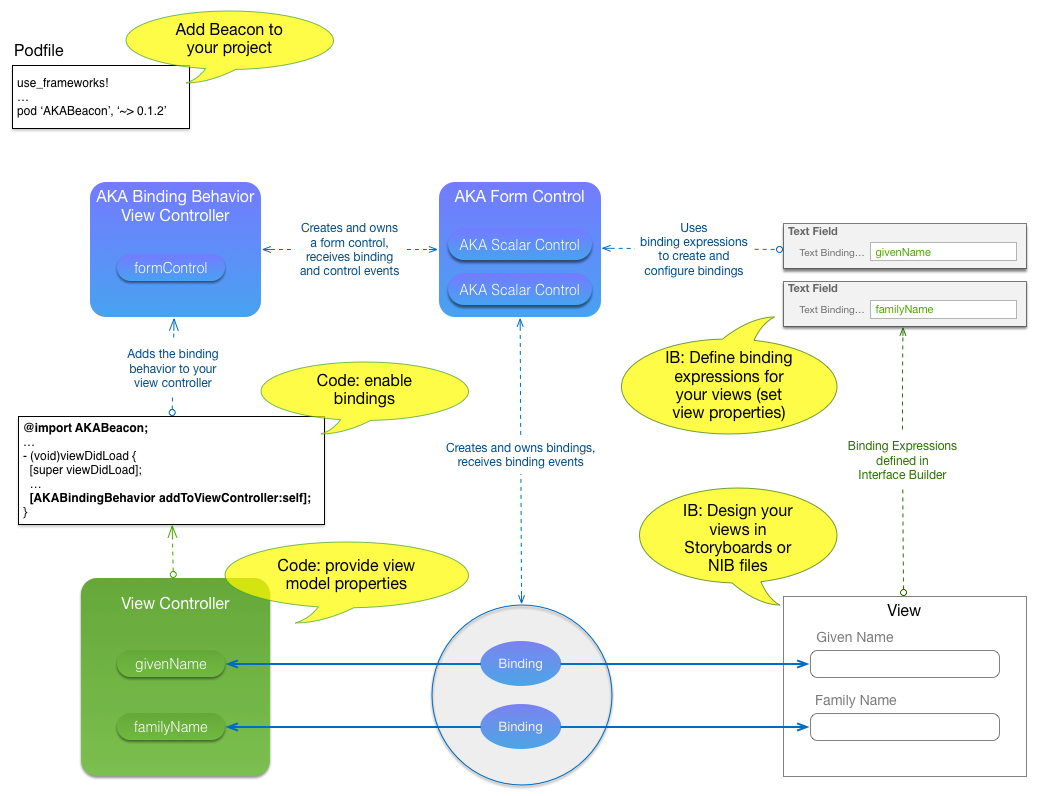 Add Beacon to
your project
Podfile
use_frameworks!
…
pod ‘AKABeacon’, ‘~> 0.1.2’
AKA Binding Behavior
View Controller
formControl
Creates and owns
a form control,
receives binding
and control events
AKA Form Control
AKA Scalar Control
AKA Scalar Control
Uses
binding expressions
to create and
configure bindings
Text Field
Text Binding… givenName
Text Field
Text Binding… familyName
Adds the binding
behavior to your
view controller
Code: enable
bindings
IB: Define binding
expressions for
your views (set
view properties)
@import AKABeacon;
…
- (void)viewDidLoad {
[super viewDidLoad];
…
[AKABindingBehavior addToViewController:self];
}
Creates and owns bindings,
receives binding events
Binding Expressions
defined in
Interface Builder
IB: Design your
views in
Storyboards or
NIB files
Code: provide view
model properties
View Controller
givenName
familyName
Binding
Binding
View
Given Name
Family Name